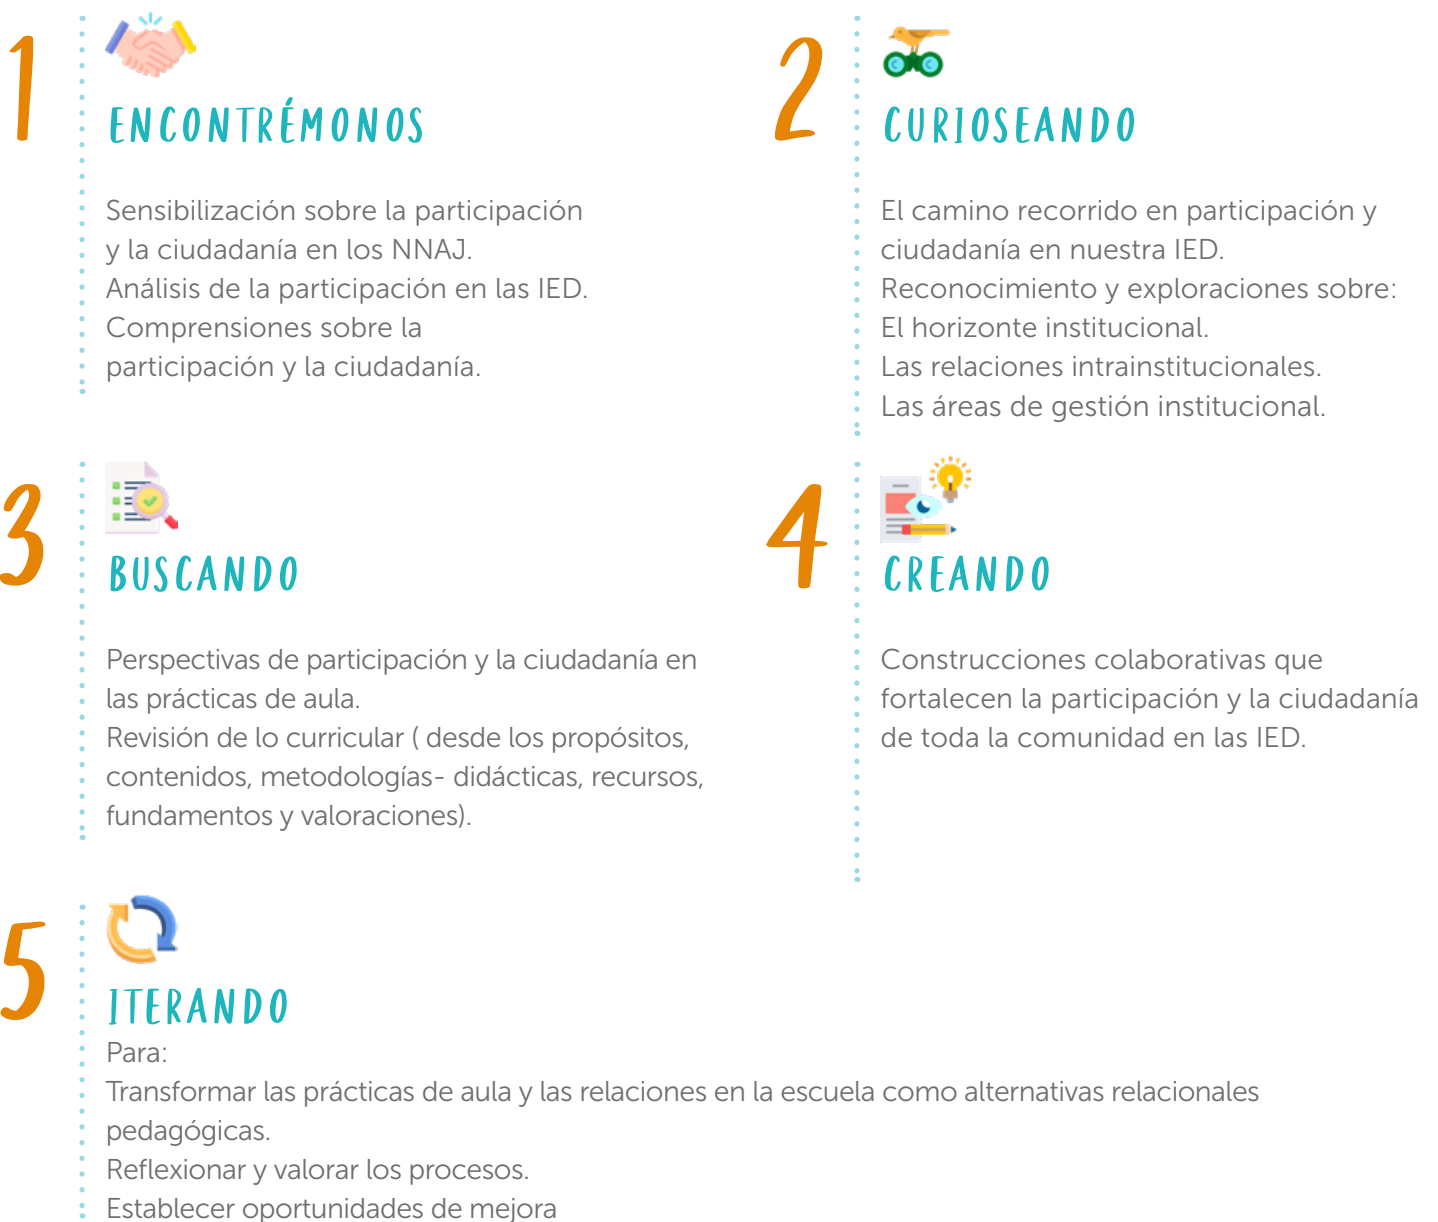 1
ENCONTRÉMONOS
Sensibilización sobre la participación
y la ciudadanía en los NNAJ.
Análisis de la participación en las IED.
Comprensiones sobre la
participación y la ciudadanía.
2
CURIOSEANDO
El camino recorrido en participación y
ciudadanía en nuestra IED.
Reconocimiento y exploraciones sobre:
El horizonte institucional.
Las relaciones intrainstitucionales.
Las áreas de gestión institucional.
3
BUSCANDO
Perspectivas de participación y la ciudadanía en
las prácticas de aula.
Revisión de lo curricular ( desde los propósitos,
contenidos, metodologías- didácticas, recursos,
fundamentos y valoraciones).
4
CREANDO
Construcciones colaborativas que
fortalecen la participación y la ciudadanía
de toda la comunidad en las IED.
5
ITERANDO
Para:
Transformar las prácticas de aula y las relaciones en la escuela como alternativas relacionales
pedagógicas.
Reflexionar y valorar los procesos.
Establecer oportunidades de mejora